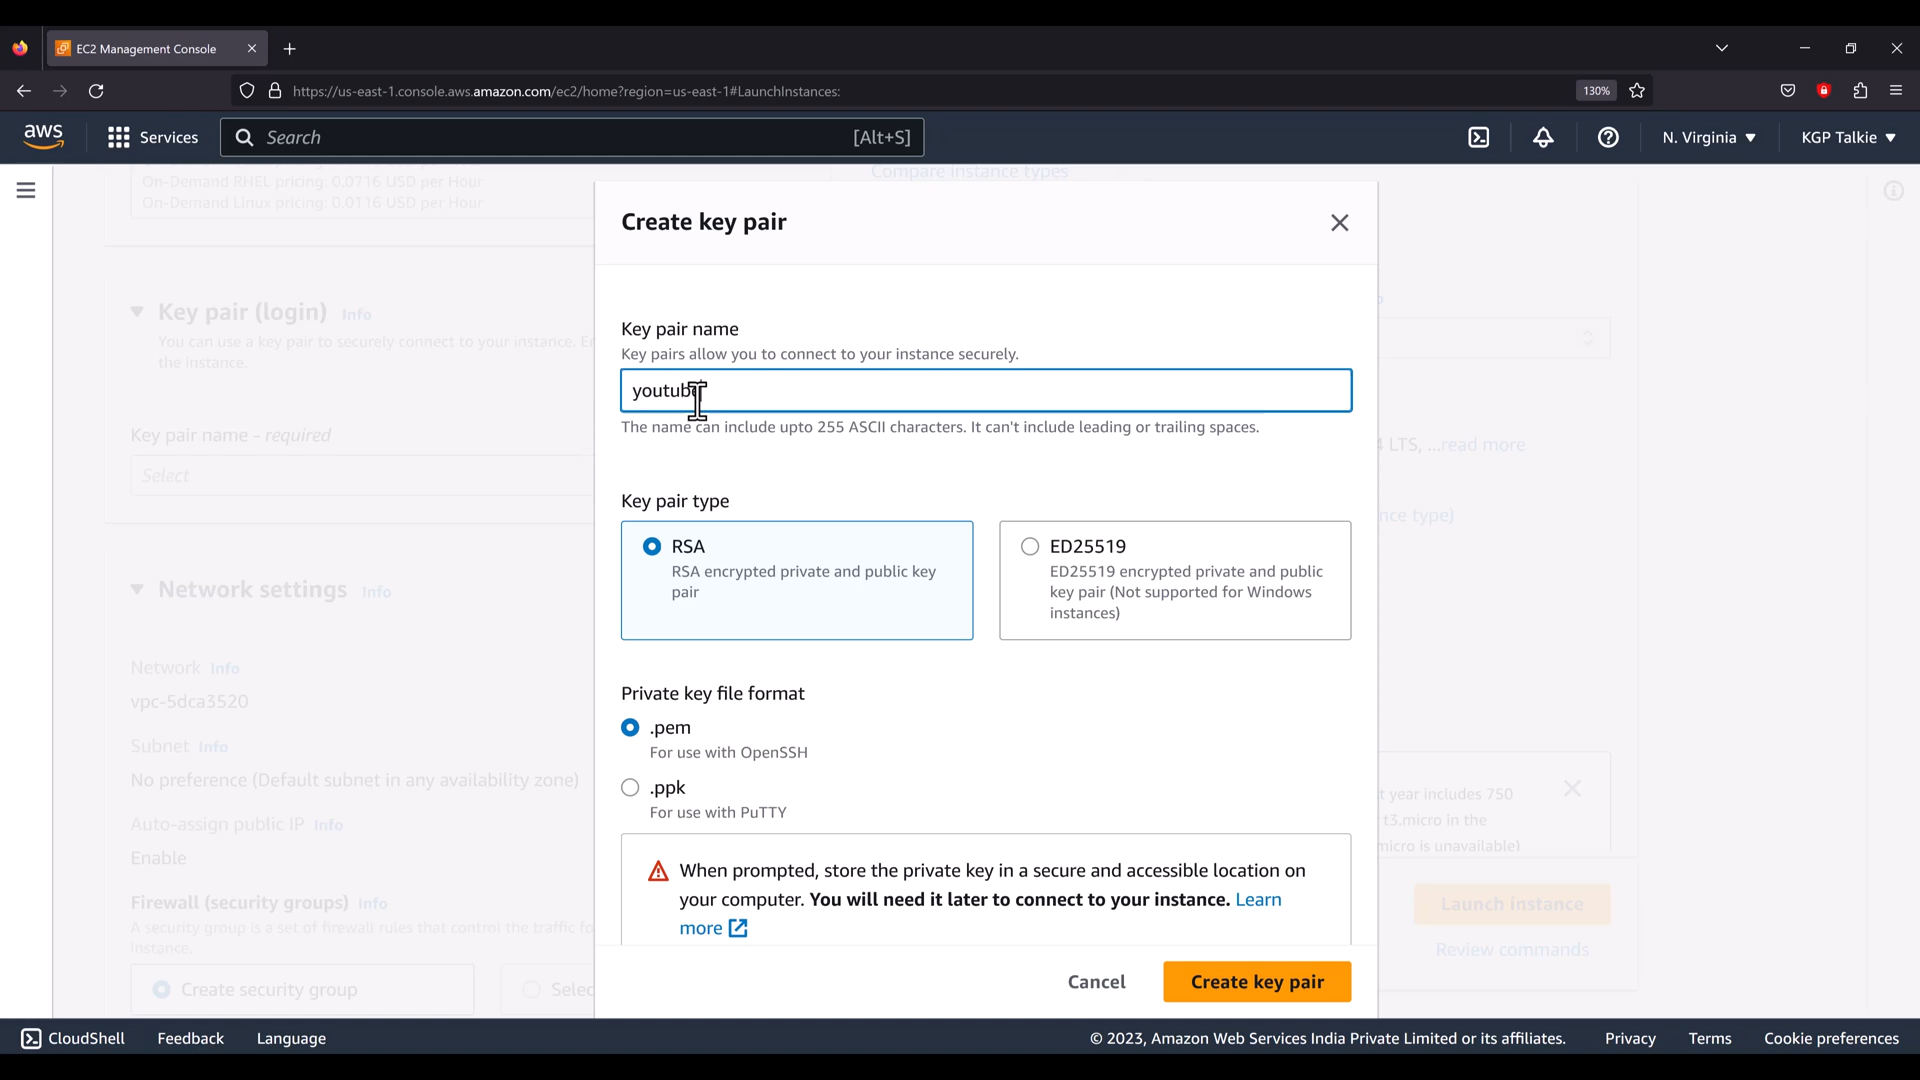 EC2 Management Console
https://us-east-1.console.aws.amazon.com/ec2/home?region=us-east-1#LaunchInstances:
130%
aws
Services
Search
[Alt+S]
N. Virginia
KGP Talkie
On-Demand RHEL pricing: 0.0716 USD per Hour
On-Demand Linux pricing: 0.0116 USD per Hour
Compare instance types
Create key pair
Key pair (login) Info
You can use a key pair to securely connect to your instance.
the instance.
Key pair name - required
Select
Key pair name
Key pairs allow you to connect to your instance securely.
youtube
The name can include upto 255 ASCII characters. It can't include leading or trailing spaces.
Key pair type
RSA
RSA encrypted private and public key
pair
ED25519
ED25519 encrypted private and public
key pair (Not supported for Windows
instances)
LTS, ...read more
type)
Network settings Info
Network Info
vpc-5dca3520
Subnet Info
No preference (Default subnet in any availability zone)
Auto-assign public IP Info
Enable
Firewall (security groups) Info
A security group is a set of firewall rules that control the traffic
instance.
Create security group
Private key file format
.pem
For use with OpenSSH
.ppk
For use with PuTTY
When prompted, store the private key in a secure and accessible location on
your computer. You will need it later to connect to your instance. Learn
more
Cancel
Create key pair
year includes 750
t3.micro in the
is unavailable)
Launch instance
Review commands
CloudShell
Feedback
Language
© 2023, Amazon Web Services India Private Limited or its affiliates.
Privacy
Terms
Cookie preferences